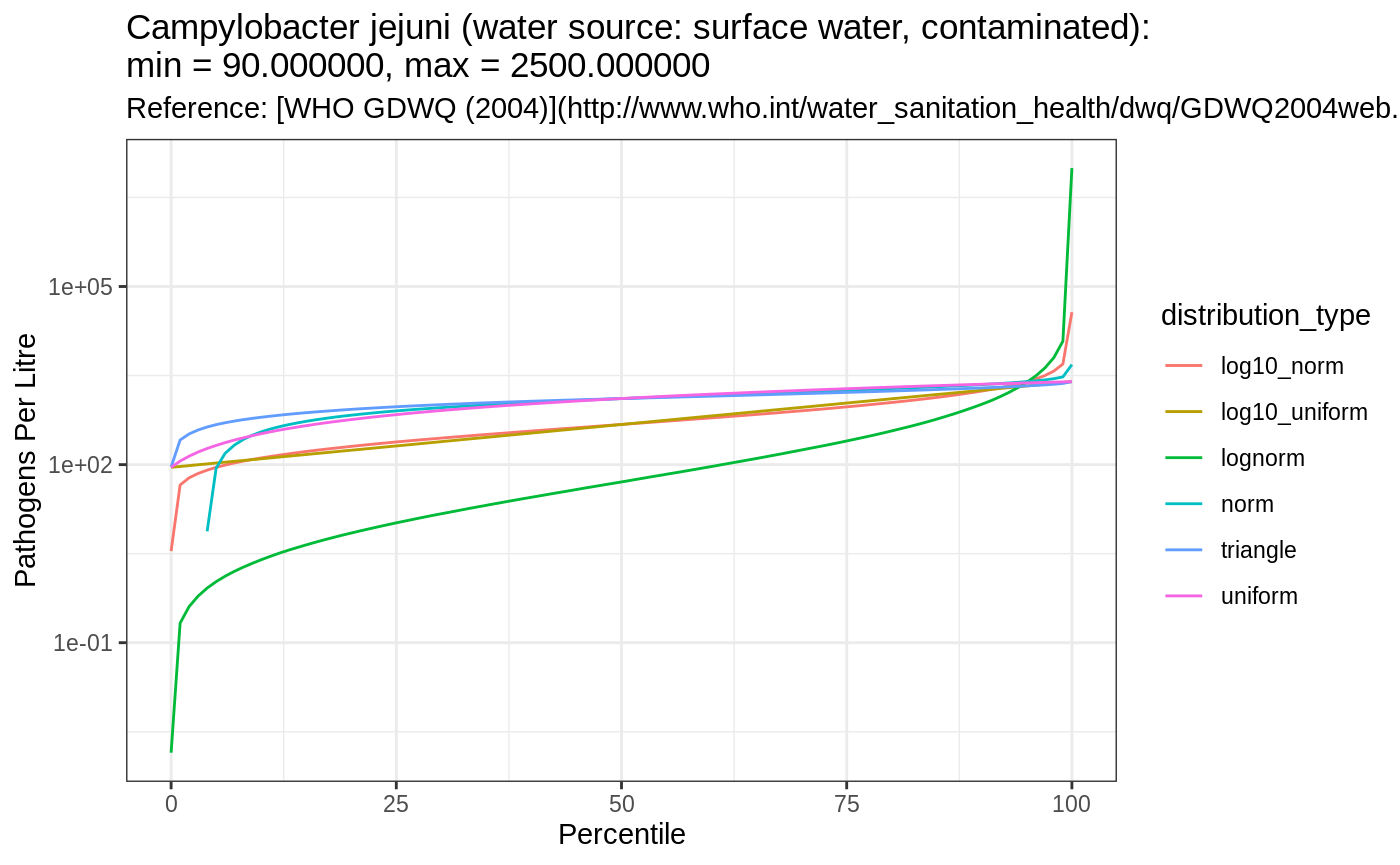 Campylobacter jejuni (water source: surface water, contaminated):
min = 90.000000, max = 2500.000000
Reference: [WHO GDWQ (2004)](http://www.who.int/water_sanitation_health/dwq/GDWQ2004web.
Pathogens Per Litre
1e+05
1e+02
1e-01
0
25
50
75
100
Percentile
distribution_type
log10_norm
log10_uniform
lognorm
norm
triangle
uniform